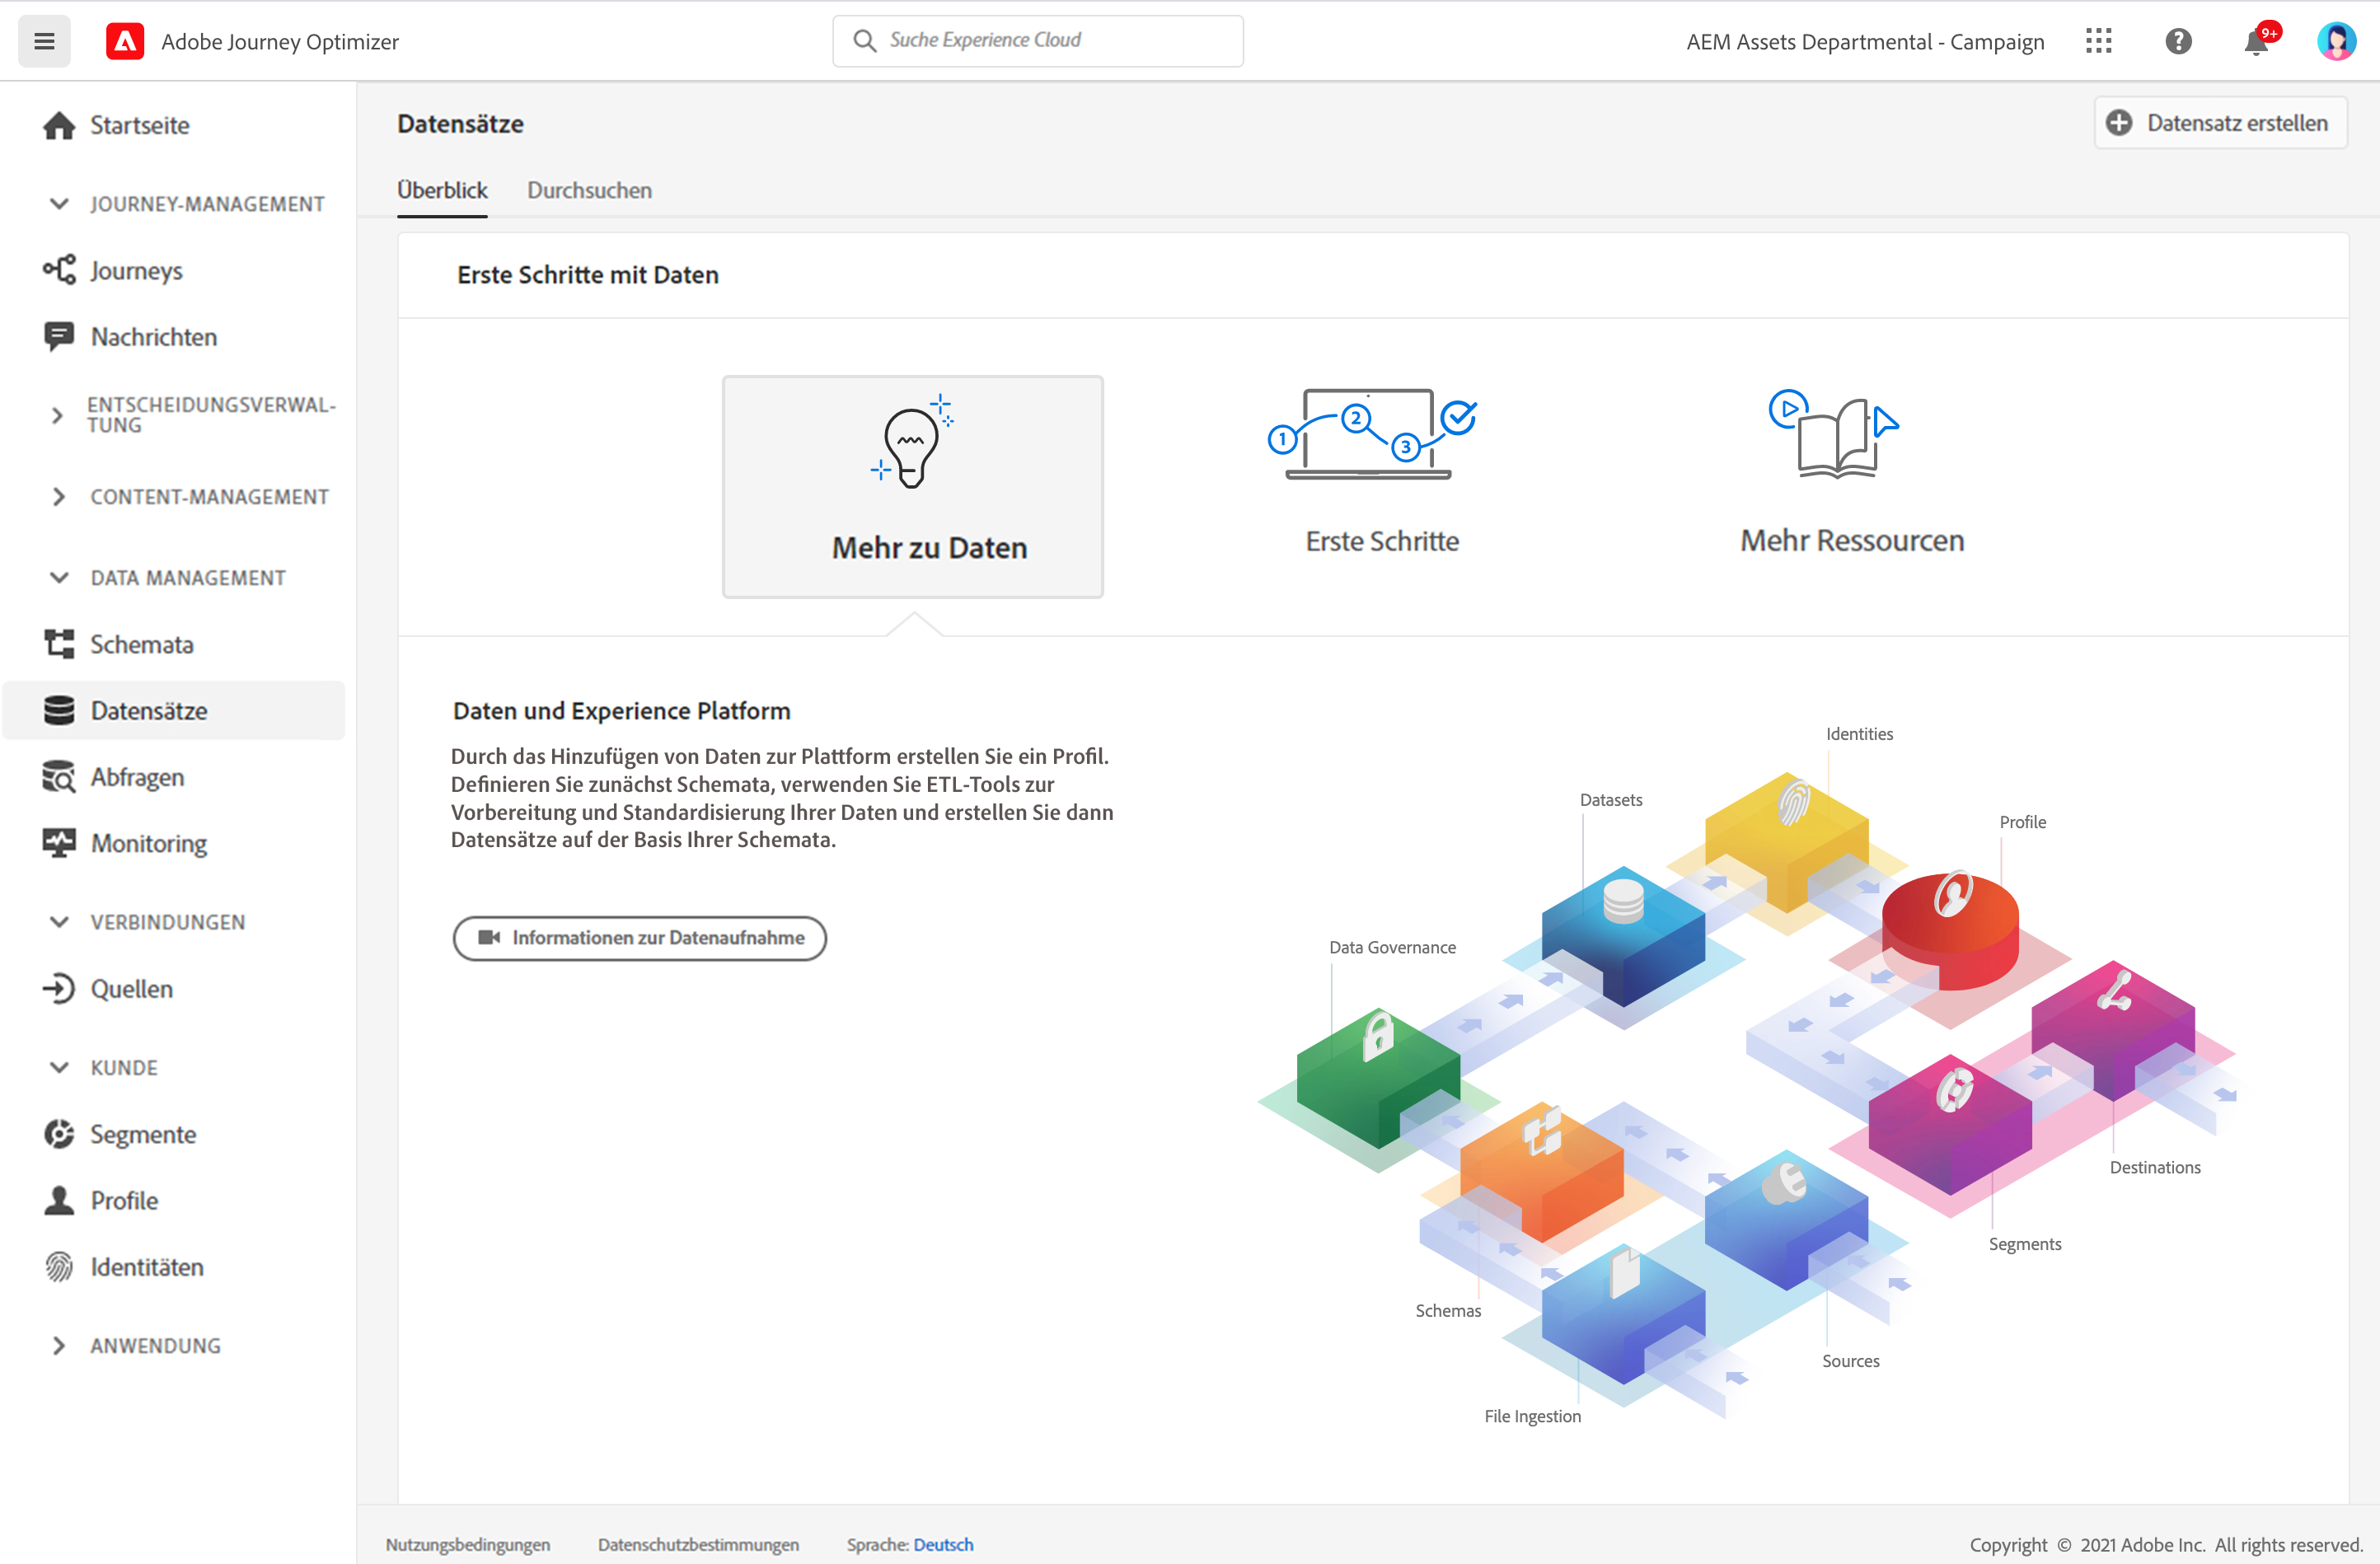 Adobe Journey Optimizer
Suche Experience Cloud
AEM Assets Departmental - Campaign
9+
Startseite
JOURNEY-MANAGEMENT
Journeys
Nachrichten
ENTSCHEIDUNGSVERWAL-
TUNG
CONTENT-MANAGEMENT
DATA MANAGEMENT
Schemata
Datensätze
Abfragen
Monitoring
VERBINDUNGEN
Quellen
KUNDE
Segmente
Profile
Identitäten
ANWENDUNG
Datensätze
Datensatz erstellen
Überblick
Durchsuchen
Erste Schritte mit Daten
Mehr zu Daten
1
2
3
Erste Schritte
Mehr Ressourcen
Daten und Experience Platform
Durch das Hinzufügen von Daten zur Plattform erstellen Sie ein Profil.
Definieren Sie zunächst Schemata, verwenden Sie ETL-Tools zur
Vorbereitung und Standardisierung Ihrer Daten und erstellen Sie dann
Datensätze auf der Basis Ihrer Schemata.
Informationen zur Datenaufnahme
Identities
Datasets
Profile
Data Governance
Destinations
Segments
Schemas
Sources
File Ingestion
Nutzungsbedingungen
Datenschutzbestimmungen
Sprache: Deutsch
Copyright © 2021 Adobe Inc. All rights reserved.